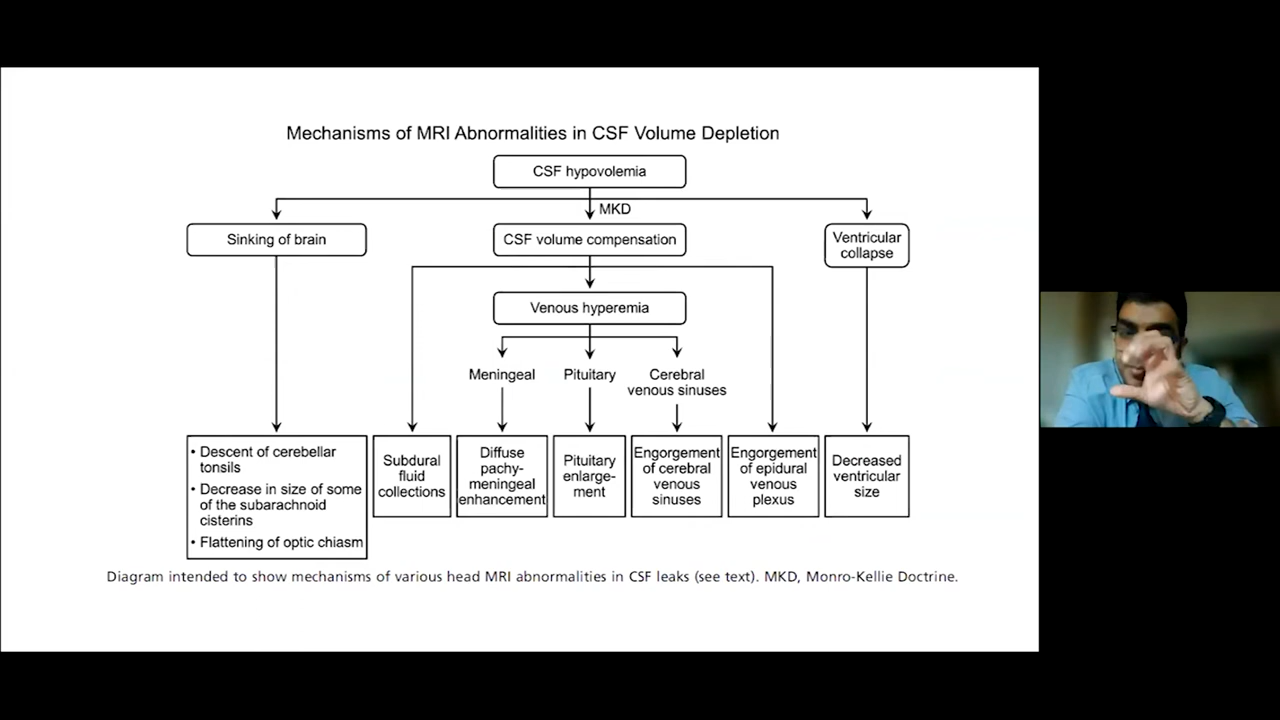 Mechanisms of MRI Abnormalities in CSF Volume Depletion
CSF hypovolemia
MKD
Sinking of brain
CSF volume compensation
Ventricular
collapse
Venous hyperemia
Meningeal
Pituitary
Cerebral
venous sinuses
• Descent of cerebellar
tonsils
• Decrease in size of some
of the subarachnoid
cisterins
• Flattening of optic chiasm
Subdural
fluid
collections
Diffuse
pachy-
meningeal
enhancement
Pituitary
enlarge-
ment
Engorgement
of cerebral
venous
sinuses
Engorgement
of epidural
venous
plexus
Decreased
ventricular
size
Diagram intended to show mechanisms of various head MRI abnormalities in CSF leaks (see text). MKD, Monro-Kellie Doctrine.